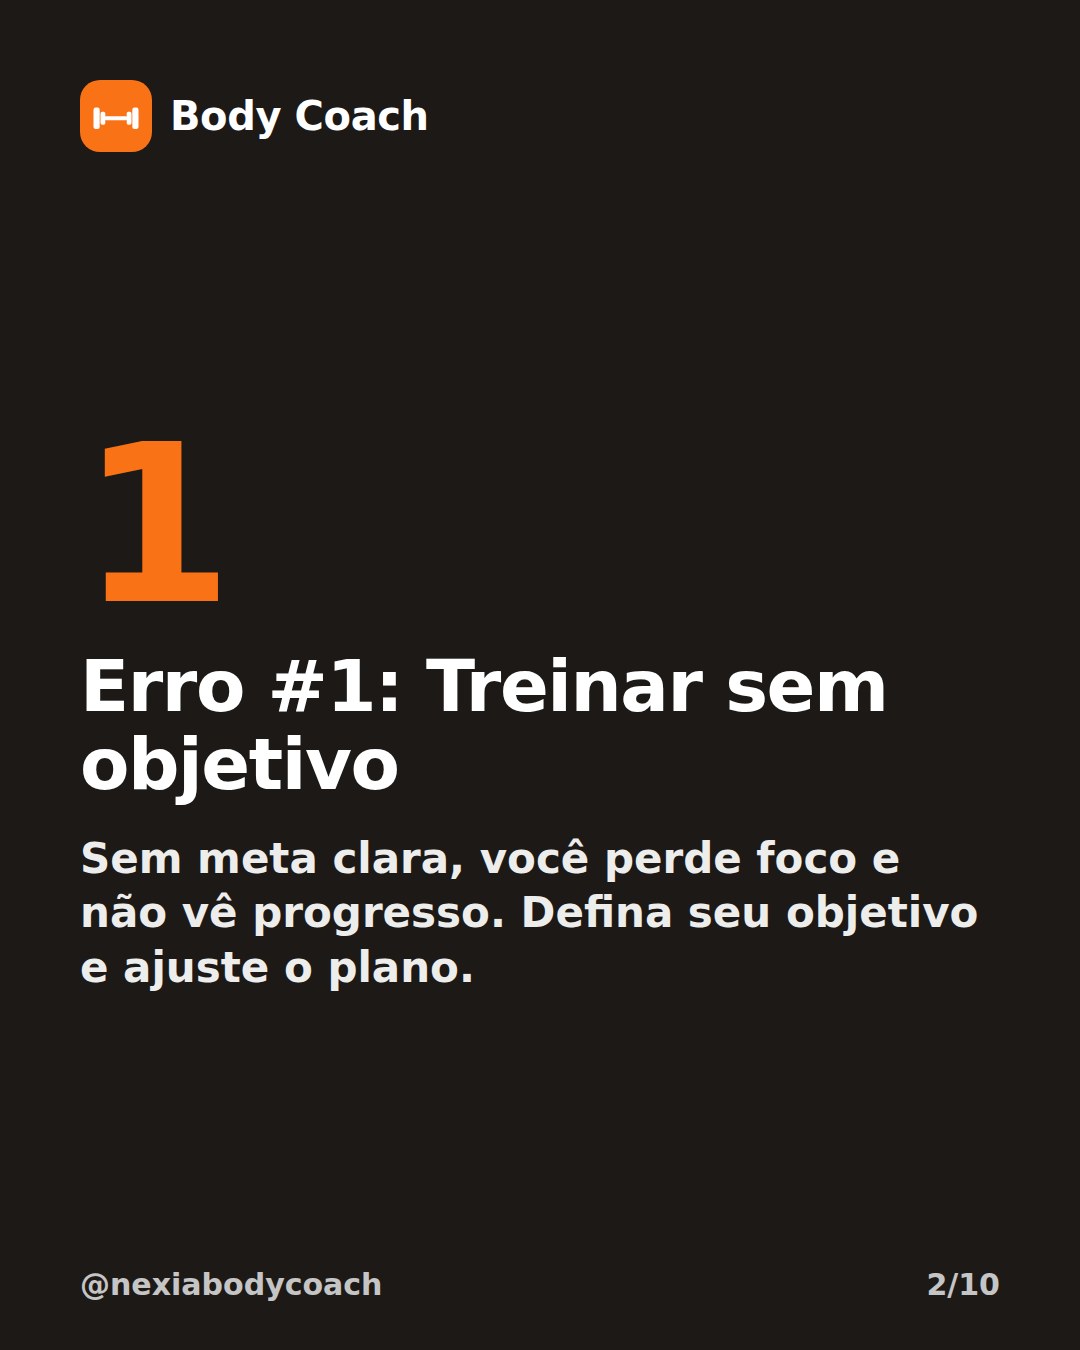 Body Coach
1
Erro #1: Treinar sem
objetivo
Sem meta clara, você perde foco e
não vê progresso. Defina seu objetivo
e ajuste o plano.
@nexiabodycoach
2/10